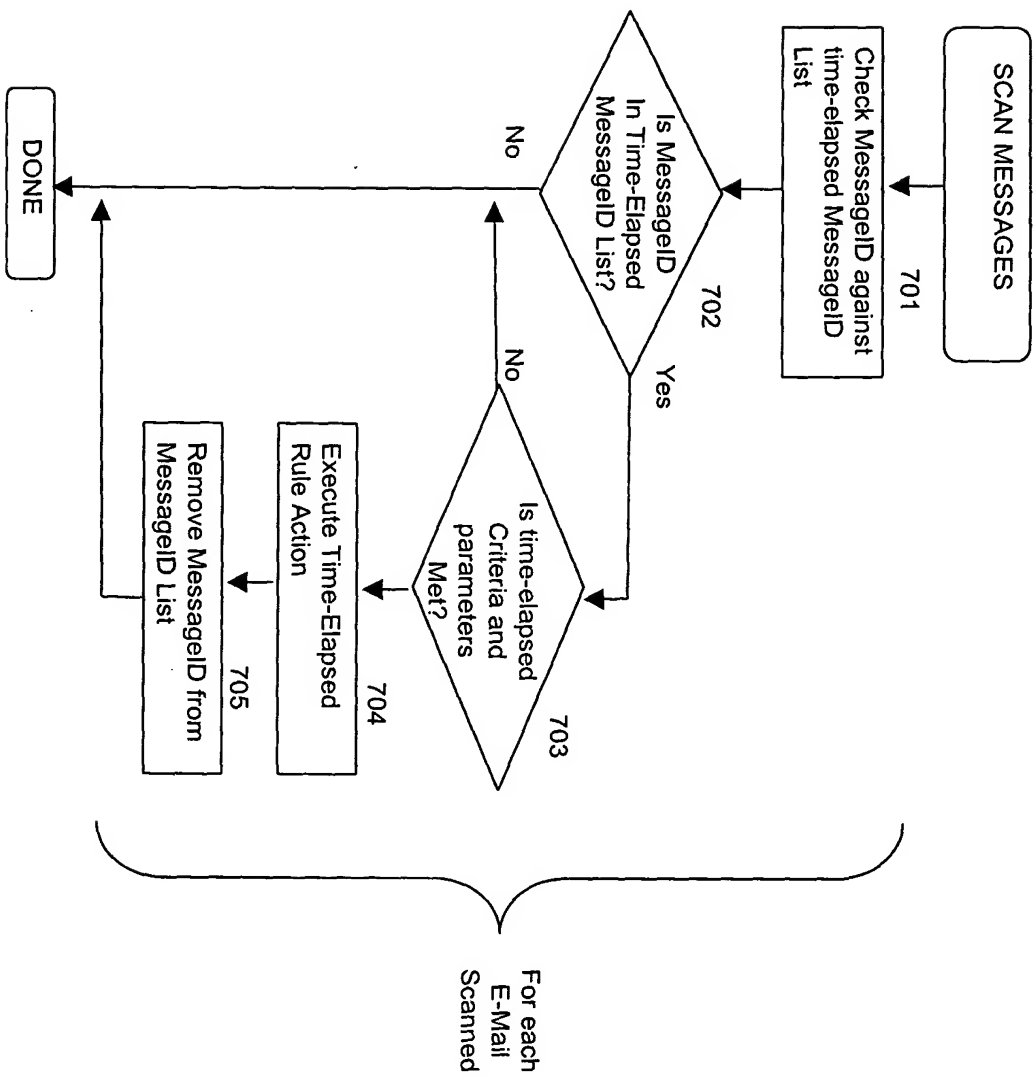 SCAN MESSAGES
701
Check MessageID against
time-elapsed MessageID
List
702
Is MessageID
In Time-Elapsed
MessageID List?
Yes
No
703
Is time-elapsed
Criteria and
parameters
Met?
No
704
Execute Time-Elapsed
Rule Action
705
Remove MessageID from
MessageID List
DONE
For each
E-Mail
Scanned